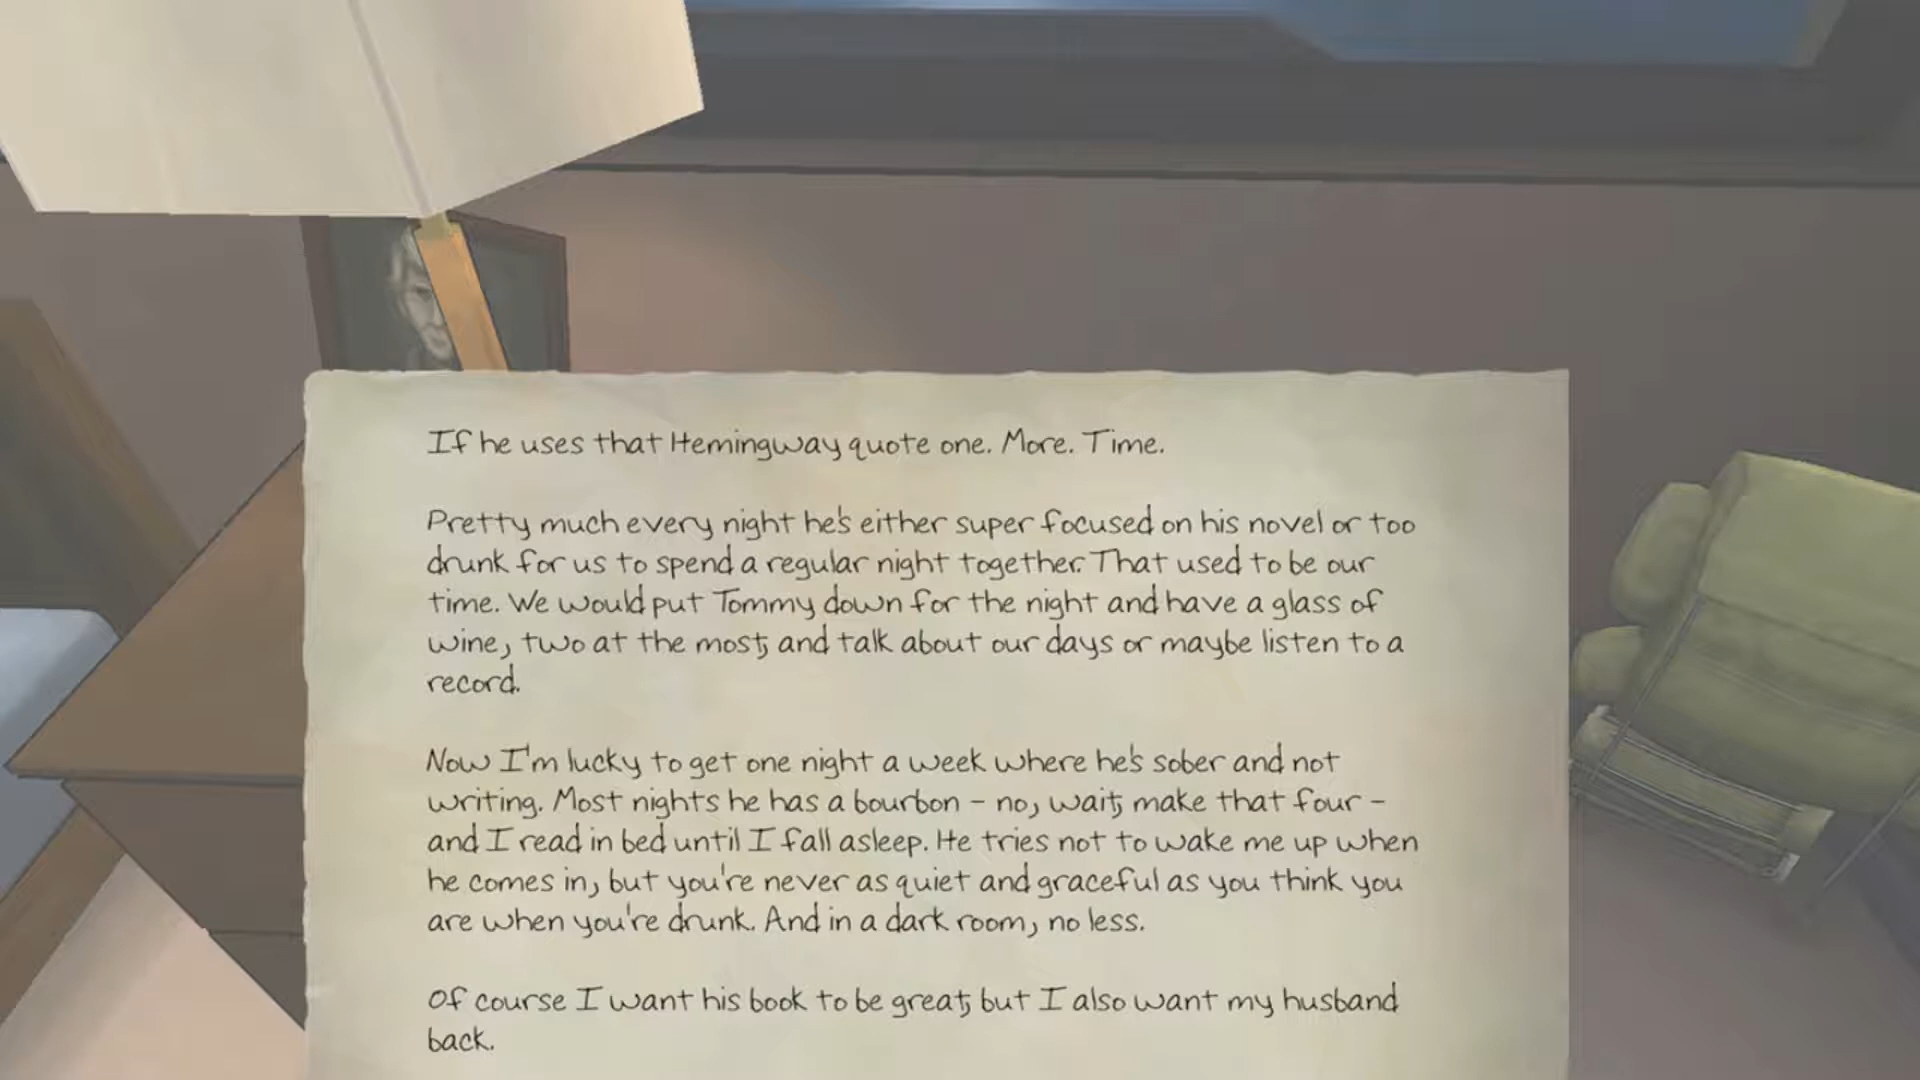 If he uses that Hemingway quote one. More. Time.
Pretty much every night he's either super focused on his novel or too
drunk for us to spend a regular night together. That used to be our
time. We would put Tommy down for the night and have a glass of
wine, two at the most, and talk about our days or maybe listen to a
record.
Now I'm lucky to get one night a week where he's sober and not
writing. Most nights he has a bourbon – no, wait, make that four –
and I read in bed until I fall asleep. He tries not to wake me up when
he comes in, but you're never as quiet and graceful as you think you
are when you're drunk. And in a dark room, no less.
Of course I want his book to be great, but I also want my husband
back.